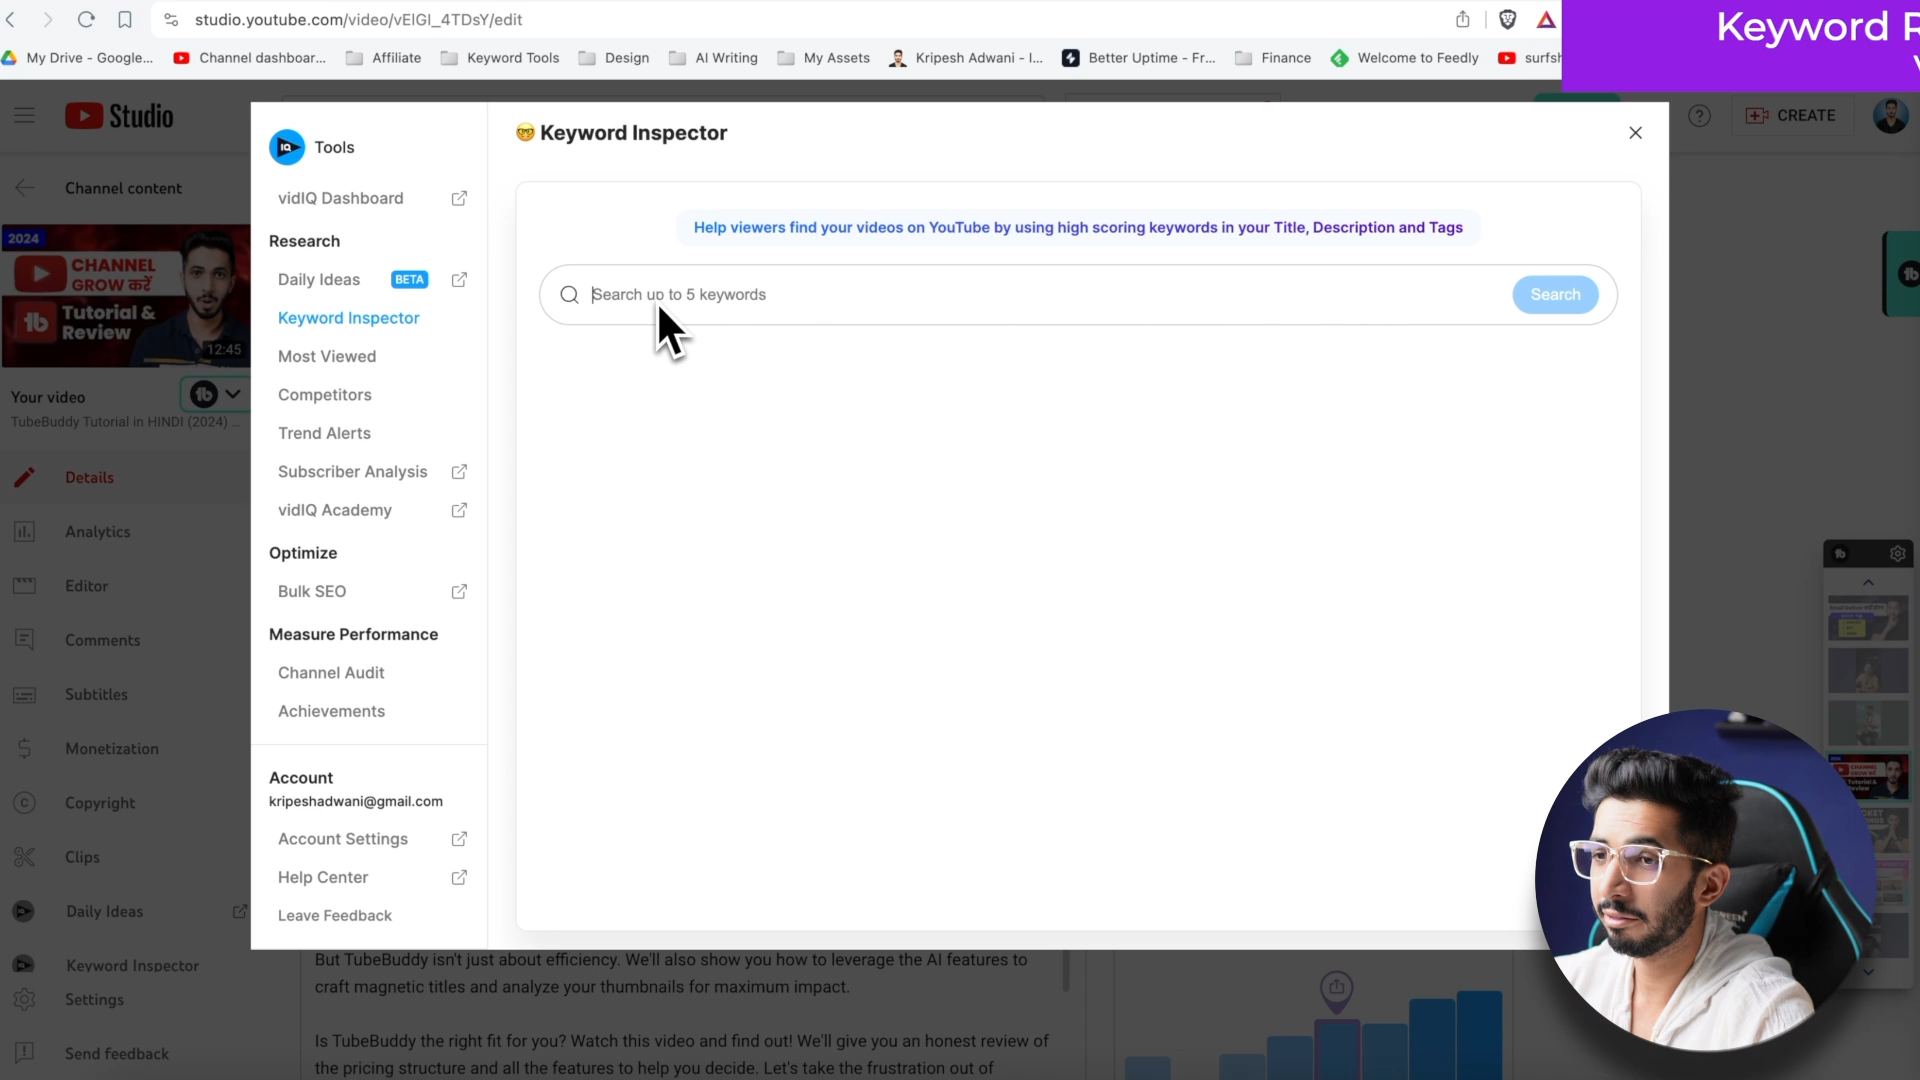 studio.youtube.com/video/vElGl_4TDsY/edit
Keyword R
My Drive - Google...
Channel dashboar...
Affiliate
Keyword Tools
Design
AI Writing
My Assets
Kripesh Adwani - I...
Better Uptime - Fr...
Finance
Welcome to Feedly
surfsh
Studio
CREATE
Channel content
2024
CHANNEL
GROW करें
Tutorial &
Review
12:45
Your video
TubeBuddy Tutorial in HINDI (2024) ...
Details
Analytics
Editor
Comments
Subtitles
Monetization
Copyright
Clips
Daily Ideas
Keyword Inspector
Settings
Send feedback
Tools
vidIQ Dashboard
Research
Daily Ideas BETA
Keyword Inspector
Most Viewed
Competitors
Trend Alerts
Subscriber Analysis
vidIQ Academy
Optimize
Bulk SEO
Measure Performance
Channel Audit
Achievements
Account
kripeshadwani@gmail.com
Account Settings
Help Center
Leave Feedback
🤓 Keyword Inspector
Help viewers find your videos on YouTube by using high scoring keywords in your Title, Description and Tags
Search up to 5 keywords
Search
But TubeBuddy isn't just about efficiency. We'll also show you how to leverage the AI features to
craft magnetic titles and analyze your thumbnails for maximum impact.
Is TubeBuddy the right fit for you? Watch this video and find out! We'll give you an honest review of
the pricing structure and all the features to help you decide. Let's take the frustration out of